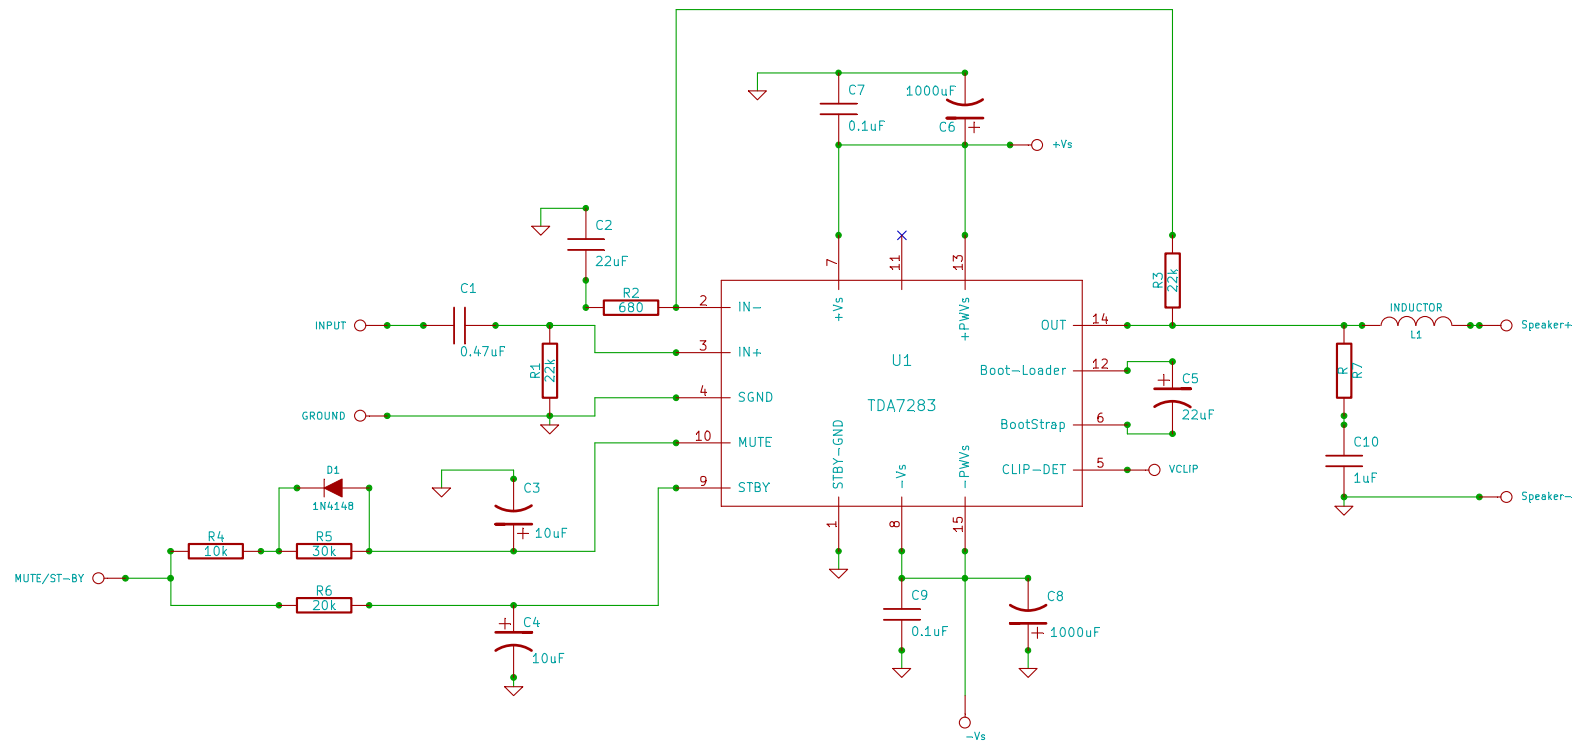 C7
1000uF
0.1uF
C6
+Vs
C2
22uF
7
11
13
R3
22k
C1
R2
680
2
IN-
+Vs
+PWVs
OUT
14
INDUCTOR
L1
INPUT
Speaker+
0.47uF
3
IN+
R1
22k
U1
Boot-Loader
12
R
R7
C5
22uF
4
SGND
TDA7283
GROUND
BootStrap
6
10
MUTE
STBY-GND
-Vs
-PWVs
C10
1uF
CLIP-DET
5
VCLIP
D1
1N4148
9
STBY
C3
10uF
Speaker-
1
8
15
R4
10k
R5
30k
MUTE/ST-BY
R6
20k
C4
10uF
C9
0.1uF
C8
1000uF
-Vs